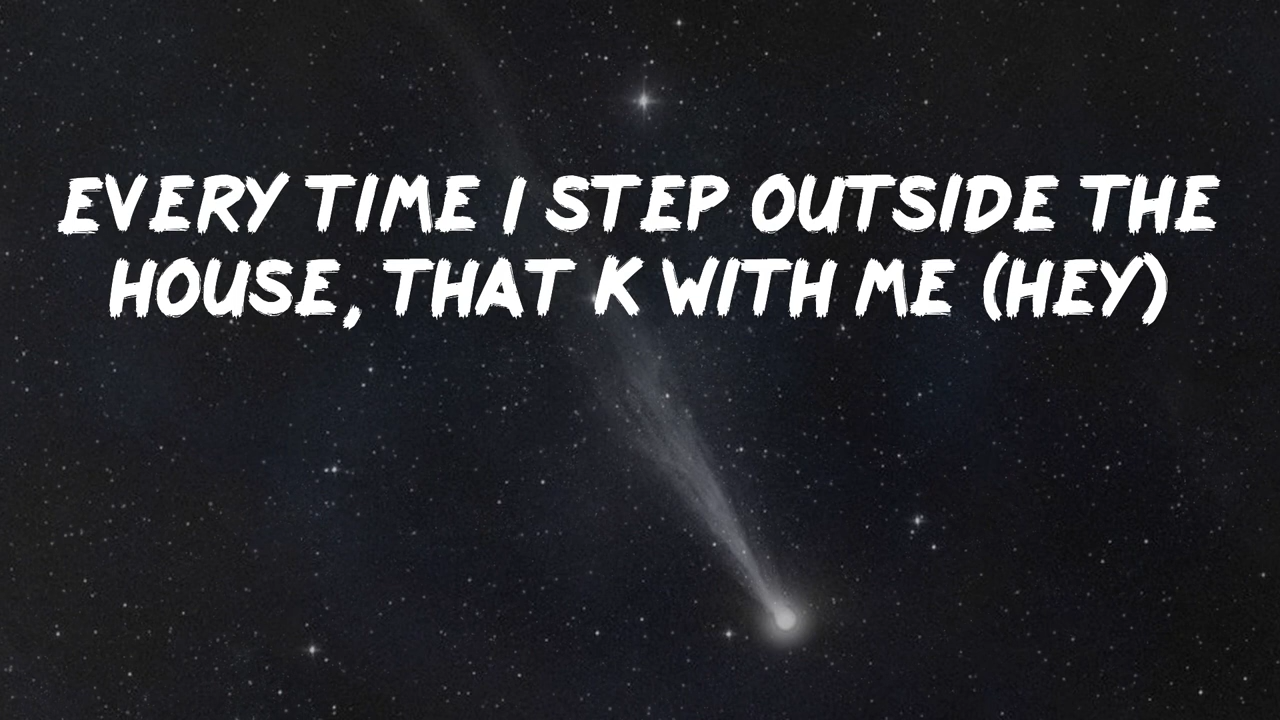 EVERY TIME I STEP OUTSIDE THE
HOUSE, THAT K WITH ME (HEY)